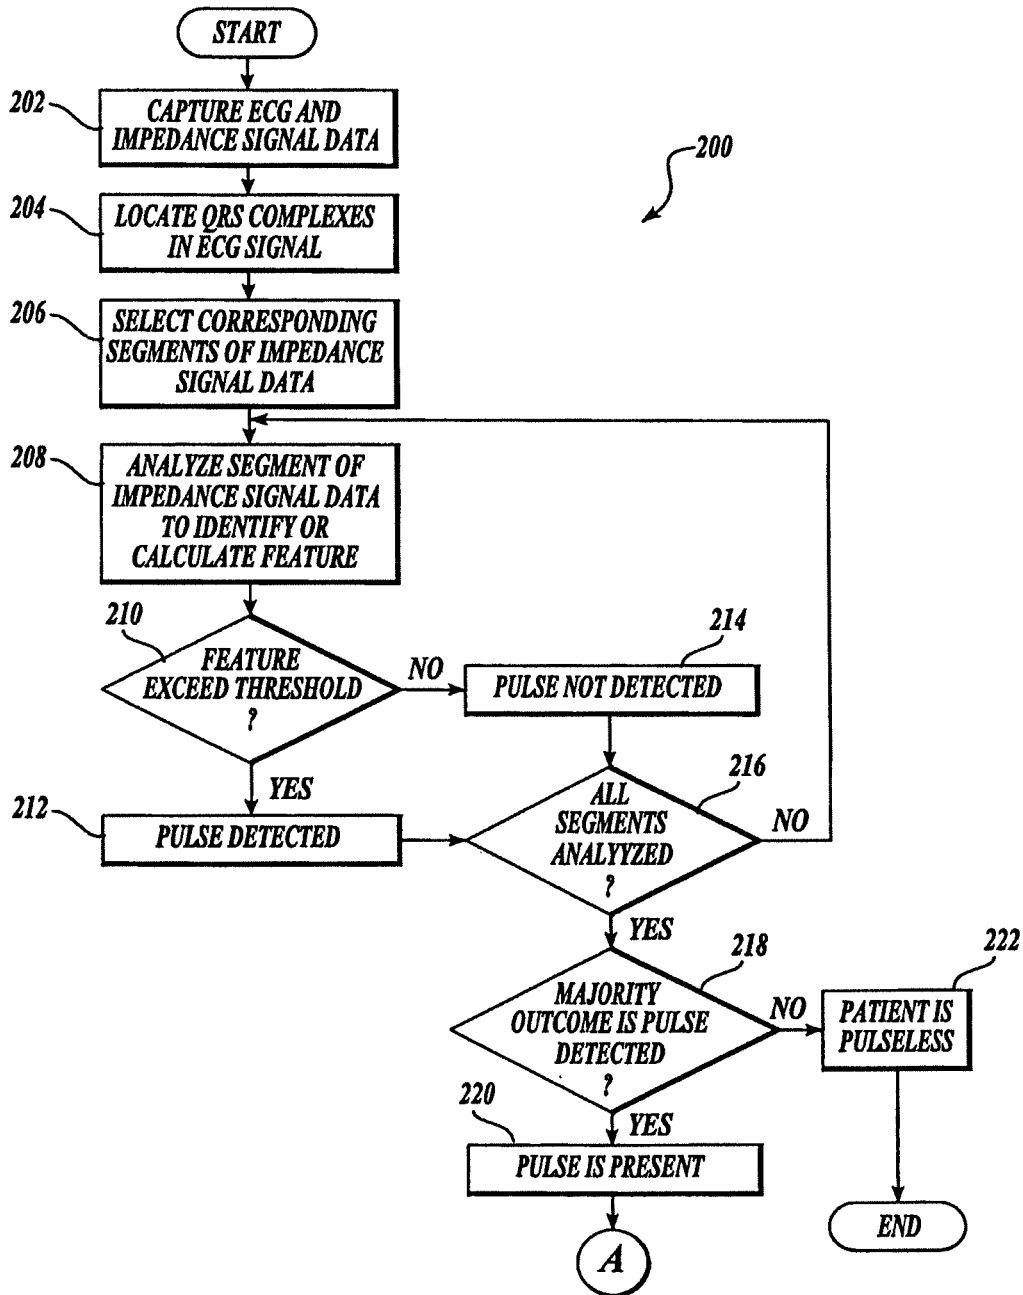 START
202
CAPTURE ECG AND
IMPEDANCE SIGNAL DATA
200
204
LOCATE QRS COMPLEXES
IN ECG SIGNAL
206
SELECT CORRESPONDING
SEGMENTS OF IMPEDANCE
SIGNAL DATA
208
ANALYZE SEGMENT OF
IMPEDANCE SIGNAL DATA
TO IDENTIFY OR
CALCULATE FEATURE
210
FEATURE
EXCEED THRESHOLD
?
NO
214
PULSE NOT DETECTED
YES
212
PULSE DETECTED
216
ALL
SEGMENTS
ANALYYZED
?
NO
YES
218
MAJORITY
OUTCOME IS PULSE
DETECTED
?
NO
222
PATIENT IS
PULSELESS
YES
220
PULSE IS PRESENT
END
A